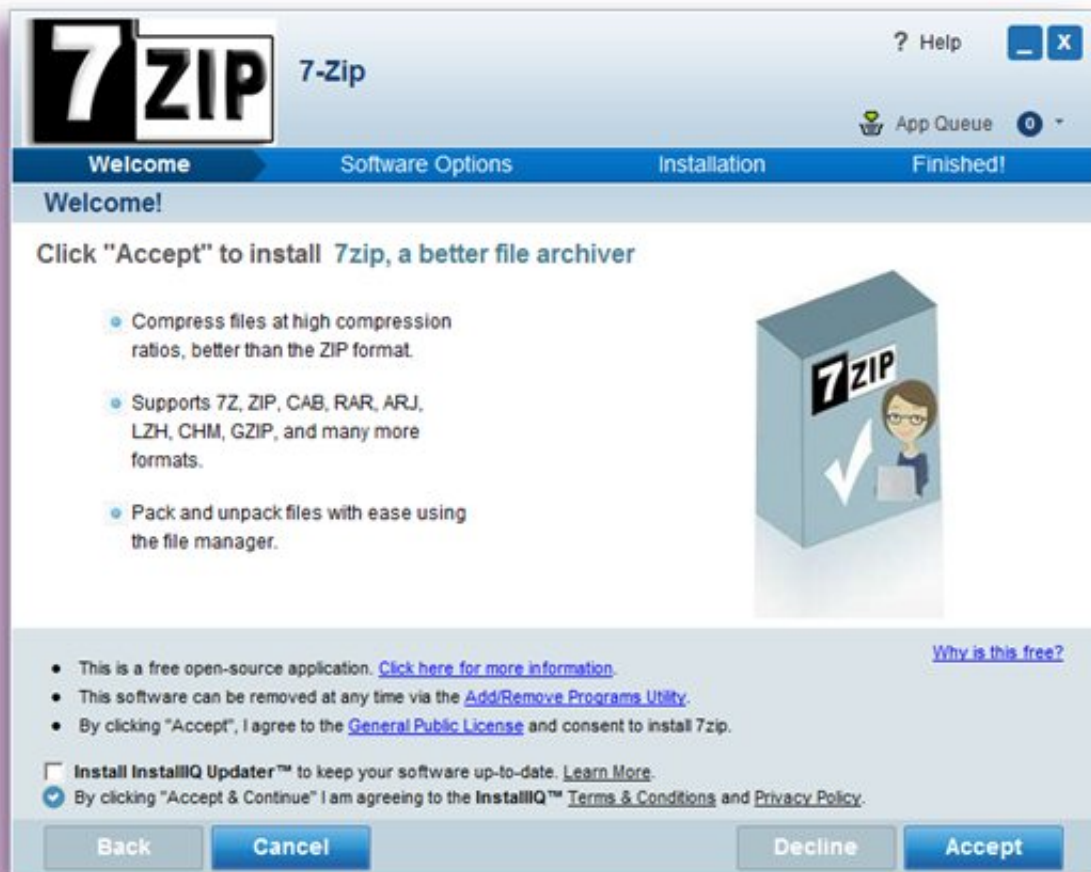 7 ZIP
7-Zip
? Help
_ X
App Queue 0
Welcome Software Options Installation Finished!
Welcome!
Click "Accept" to install 7zip, a better file archiver
Compress files at high compression
ratios, better than the ZIP format.
Supports 7Z, ZIP, CAB, RAR, ARJ,
LZH, CHM, GZIP, and many more
formats.
Pack and unpack files with ease using
the file manager.
7 ZIP
Why is this free?
This is a free open-source application. Click here for more information.
This software can be removed at any time via the Add/Remove Programs Utility.
By clicking "Accept", I agree to the General Public License and consent to install 7zip.
Install InstallIQ Updater™ to keep your software up-to-date. Learn More.
By clicking "Accept & Continue" I am agreeing to the InstallIQ™ Terms & Conditions and Privacy Policy.
Back Cancel Decline Accept